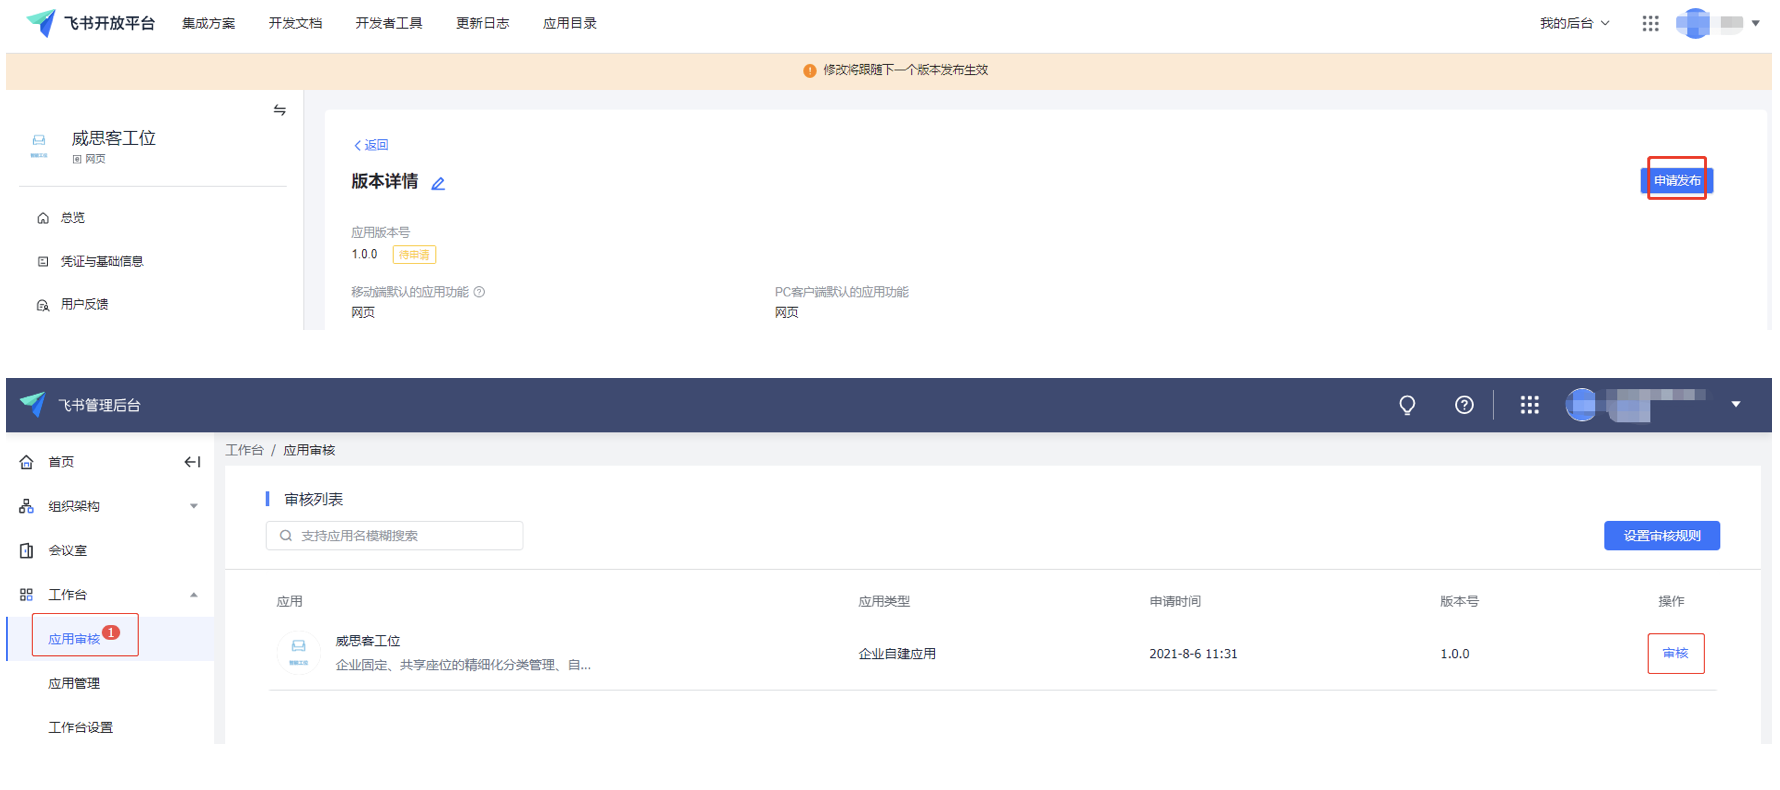 飞书开放平台 集成方案 开发文档 开发者工具 更新日志 应用目录 我的后台
修改将跟随下一个版本发布生效
威思客工位
网页
总览
凭证与基础信息
用户反馈
返回
版本详情
申请发布
应用版本号
1.0.0 待申请
移动端默认的应用功能 PC客户端默认的应用功能
网页 网页
飞书管理后台
首页
组织架构
会议室
工作台
应用审核 1
应用管理
工作台设置
工作台 / 应用审核
审核列表
支持应用名模糊搜索 设置审核规则
应用 应用类型 申请时间 版本号 操作
威思客工位
企业固定、共享座位的精细化分类管理、自... 企业自建应用 2021-8-6 11:31 1.0.0 审核